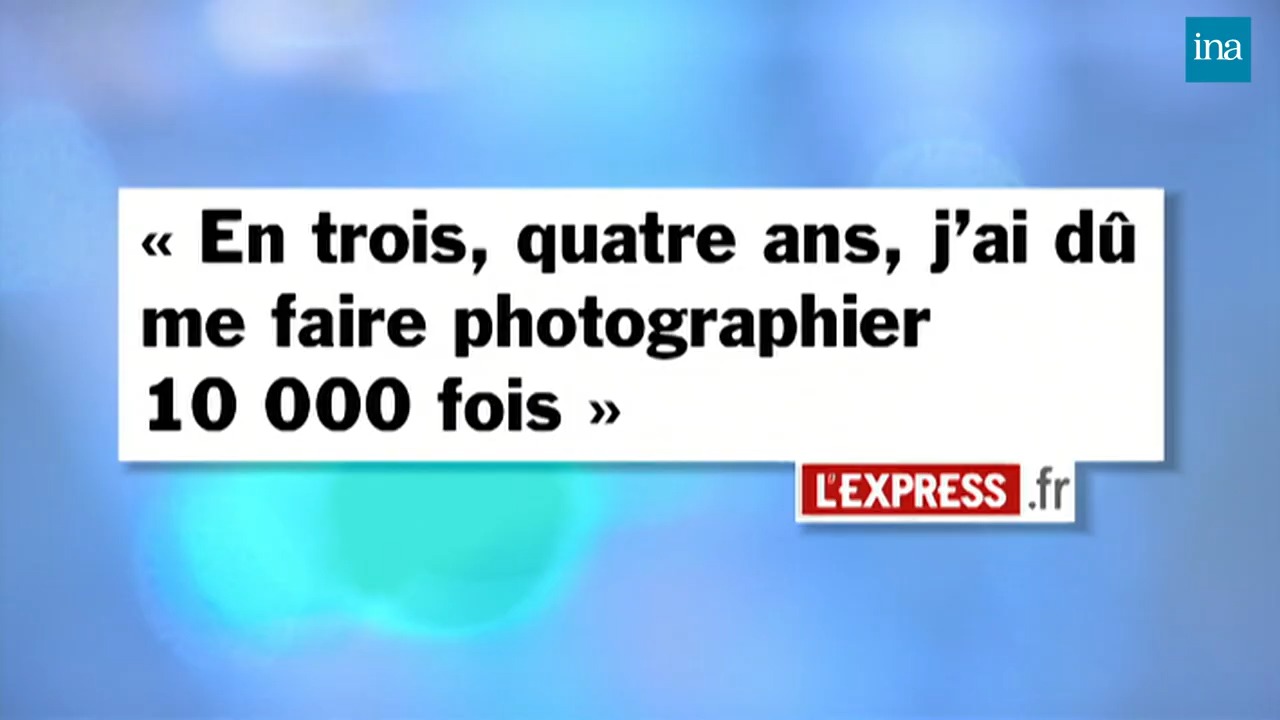 ina
« En trois, quatre ans, j’ai dû
me faire photographier
10 000 fois »
L'EXPRESS .fr